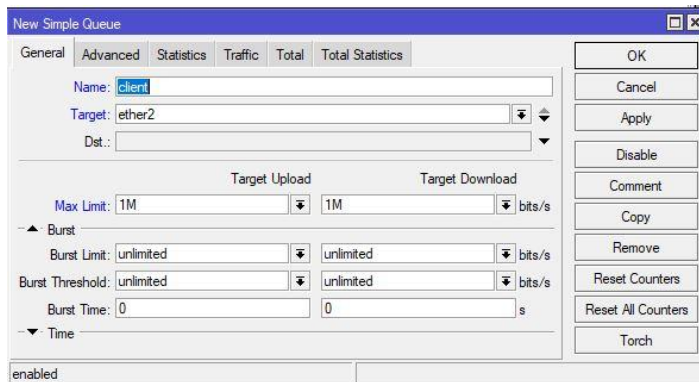 New Simple Queue
General Advanced Statistics Traffic Total Total Statistics
Name: client
Target: ether2
Dst.:
Target Upload Target Download
Max Limit: 1M 1M bits/s
Burst
Burst Limit: unlimited unlimited bits/s
Burst Threshold: unlimited unlimited bits/s
Burst Time: 0 0 s
Time
enabled
OK
Cancel
Apply
Disable
Comment
Copy
Remove
Reset Counters
Reset All Counters
Torch